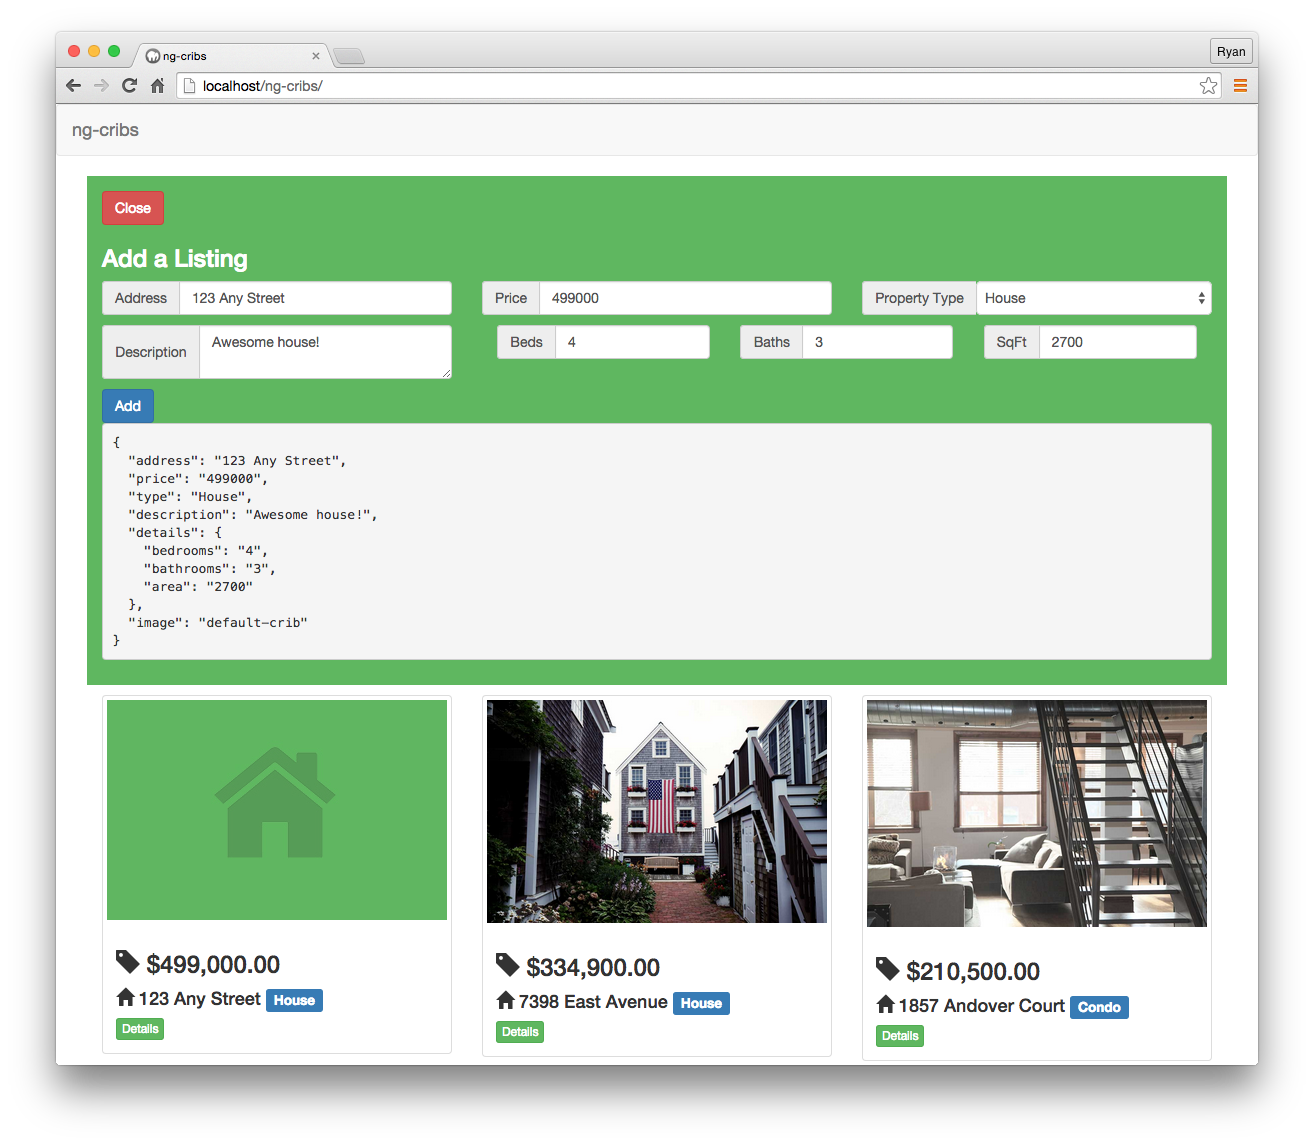 ng-cribs
Ryan
localhost/ng-cribs/
ng-cribs
Close
Add a Listing
Address 123 Any Street Price 499000 Property Type House
Description Awesome house! Beds 4 Baths 3 SqFt 2700
Add
{
  "address": "123 Any Street",
  "price": "499000",
  "type": "House",
  "description": "Awesome house!",
  "details": {
    "bedrooms": "4",
    "bathrooms": "3",
    "area": "2700"
  },
  "image": "default-crib"
}
$499,000.00
123 Any Street House
Details
$334,900.00
7398 East Avenue House
Details
$210,500.00
1857 Andover Court Condo
Details